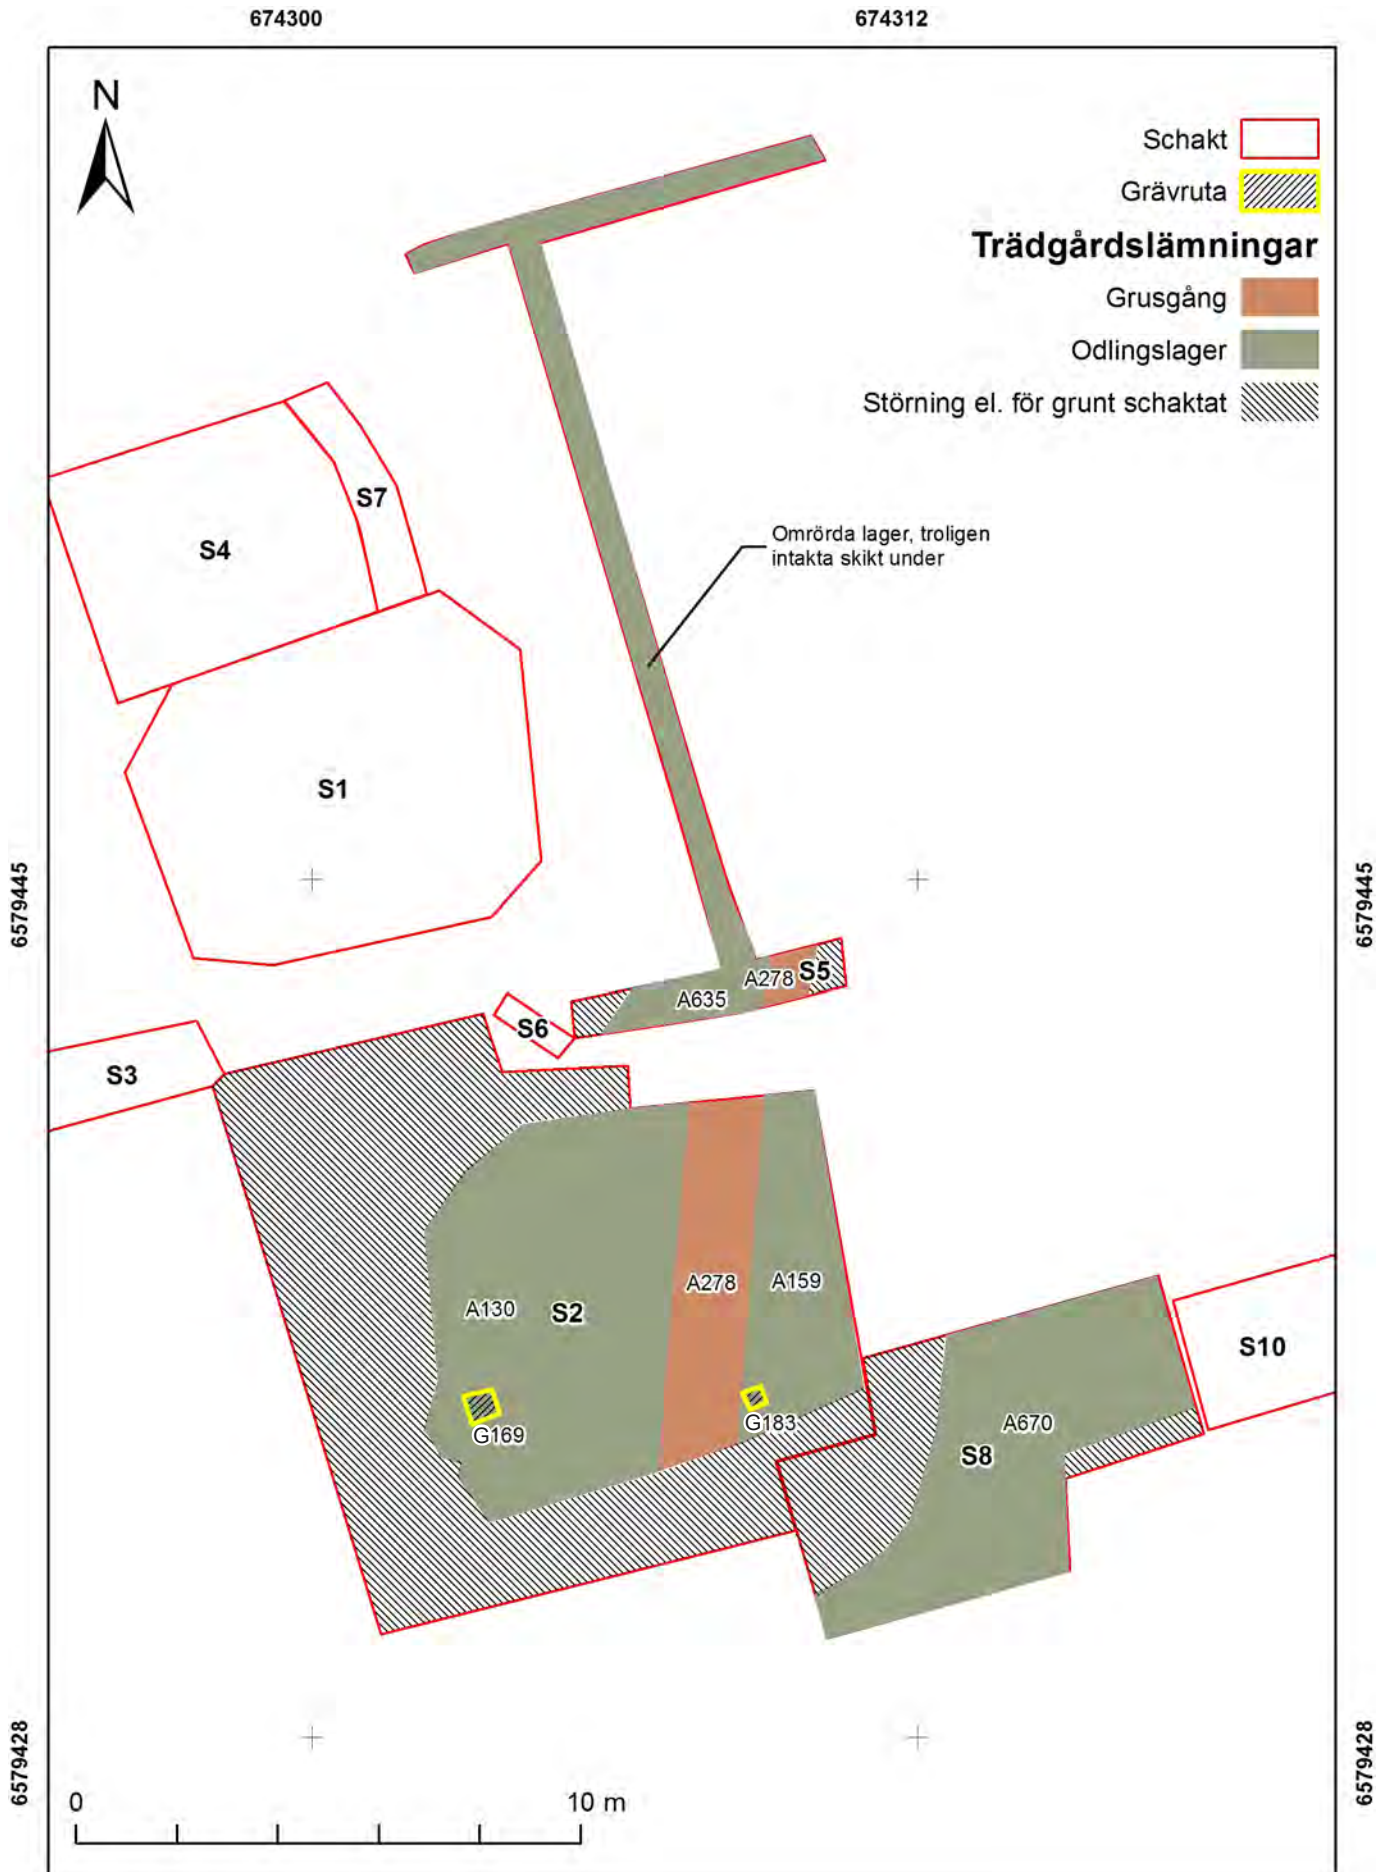 674300
674312
N
Schakt
Grävruta
Trädgårdslämningar
Grusgång
Odlingslager
Störning el. för grunt schaktat
S7
S4
Omrörda lager, troligen
intakta skikt under
S1
6579445
6579445
A278
S5
A635
S6
S3
A278
A159
A130
S2
S10
G169
G183
A670
S8
6579428
6579428
0
10 m